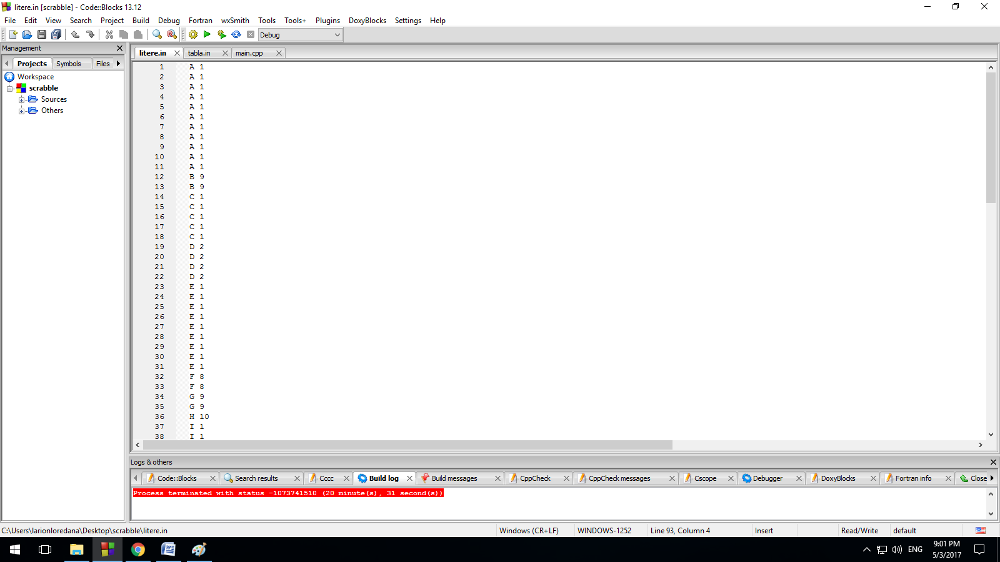 litere.in [scrabble] - Code::Blocks 13.12
File Edit View Search Project Build Debug Fortran wxSmith Tools Tools+ Plugins DoxyBlocks Settings Help
Debug
Management
Projects Symbols Files
Workspace
scrabble
Sources
Others
litere.in tabla.in main.cpp
1 A 1
2 A 1
3 A 1
4 A 1
5 A 1
6 A 1
7 A 1
8 A 1
9 A 1
10 A 1
11 A 1
12 B 9
13 B 9
14 C 1
15 C 1
16 C 1
17 C 1
18 C 1
19 D 2
20 D 2
21 D 2
22 D 2
23 E 1
24 E 1
25 E 1
26 E 1
27 E 1
28 E 1
29 E 1
30 E 1
31 E 1
32 F 8
33 F 8
34 G 9
35 G 9
36 H 10
37 I 1
38 I 1
Logs & others
Code::Blocks Search results Cccc Build log Build messages CppCheck CppCheck messages Cscope Debugger DoxyBlocks Fortran info Close
Process terminated with status -1073741510 (20 minute(s), 31 second(s))
C:\Users\larionloredana\Desktop\scrabble\litere.in Windows (CR+LF) WINDOWS-1252 Line 93, Column 4 Insert Read/Write default
ENG 9:01 PM
5/3/2017